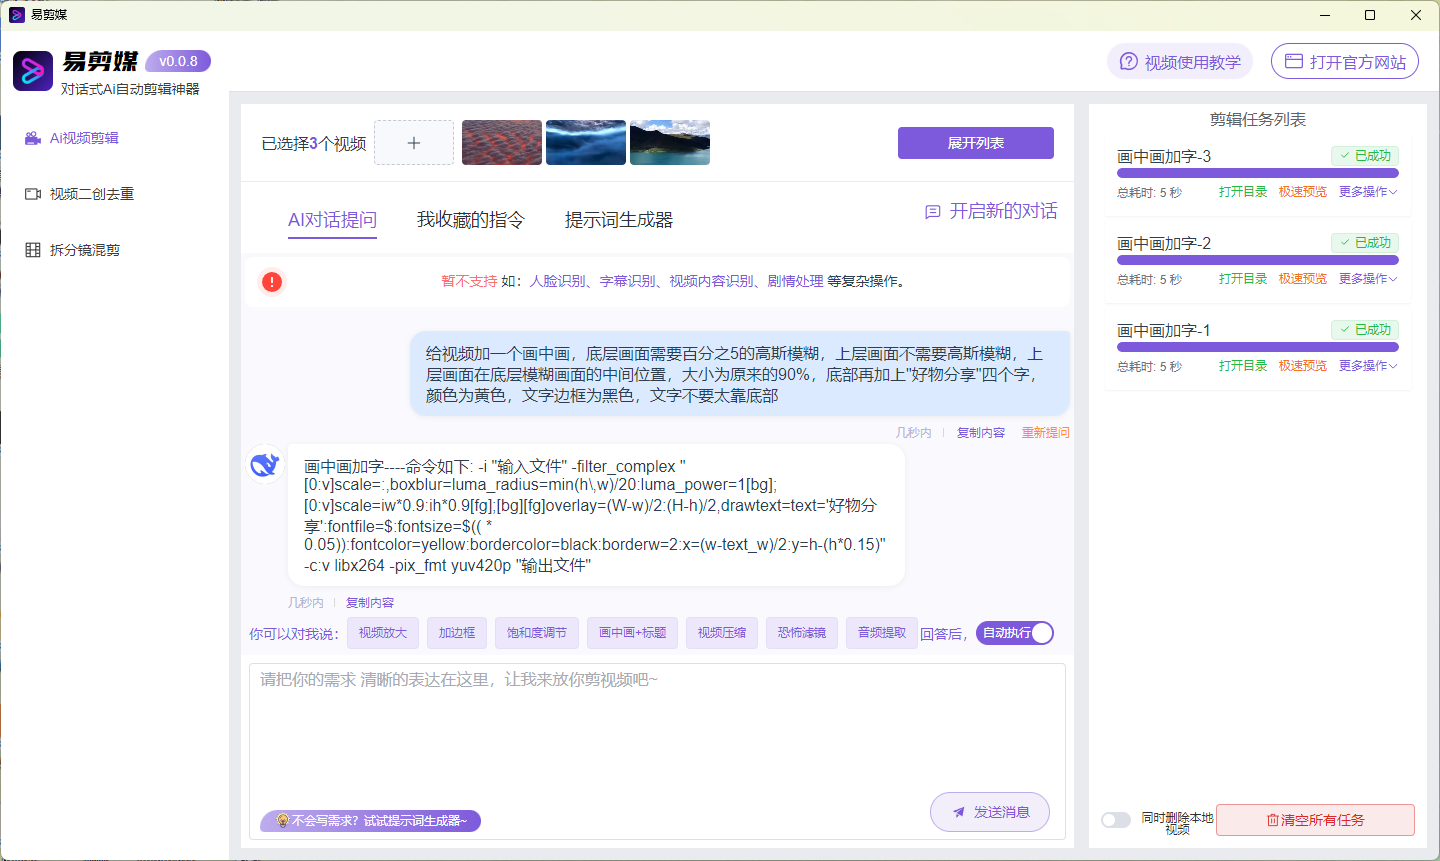 易剪媒
易剪媒 v0.0.8
对话式Ai自动剪辑神器
视频使用教学
打开官方网站
Ai视频剪辑
视频二创去重
拆分镜混剪
已选择3个视频
展开列表
AI对话提问 我收藏的指令 提示词生成器
开启新的对话
暂不支持 如：人脸识别、字幕识别、视频内容识别、剧情处理 等复杂操作。
给视频加一个画中画，底层画面需要百分之5的高斯模糊，上层画面不需要高斯模糊，上
层画面在底层模糊画面的中间位置，大小为原来的90%，底部再加上"好物分享"四个字，
颜色为黄色，文字边框为黑色，文字不要太靠底部
几秒内 复制内容 重新提问
画中画加字----命令如下: -i "输入文件" -filter_complex "
[0:v]scale=:,boxblur=luma_radius=min(h\,w)/20:luma_power=1[bg];
[0:v]scale=iw*0.9:ih*0.9[fg];[bg][fg]overlay=(W-w)/2:(H-h)/2,drawtext=text='好物分
享':fontfile=$:fontsize=$(( *
0.05)):fontcolor=yellow:bordercolor=black:borderw=2:x=(w-text_w)/2:y=h-(h*0.15)"
-c:v libx264 -pix_fmt yuv420p "输出文件"
几秒内 复制内容
你可以对我说： 视频放大 加边框 饱和度调节 画中画+标题 视频压缩 恐怖滤镜 音频提取 回答后， 自动执行
请把你的需求 清晰的表达在这里，让我来放你剪视频吧~
不会写需求？试试提示词生成器~
发送消息
剪辑任务列表
画中画加字-3 已成功
总耗时: 5 秒 打开目录 极速预览 更多操作
画中画加字-2 已成功
总耗时: 5 秒 打开目录 极速预览 更多操作
画中画加字-1 已成功
总耗时: 5 秒 打开目录 极速预览 更多操作
同时删除本地
视频
清空所有任务